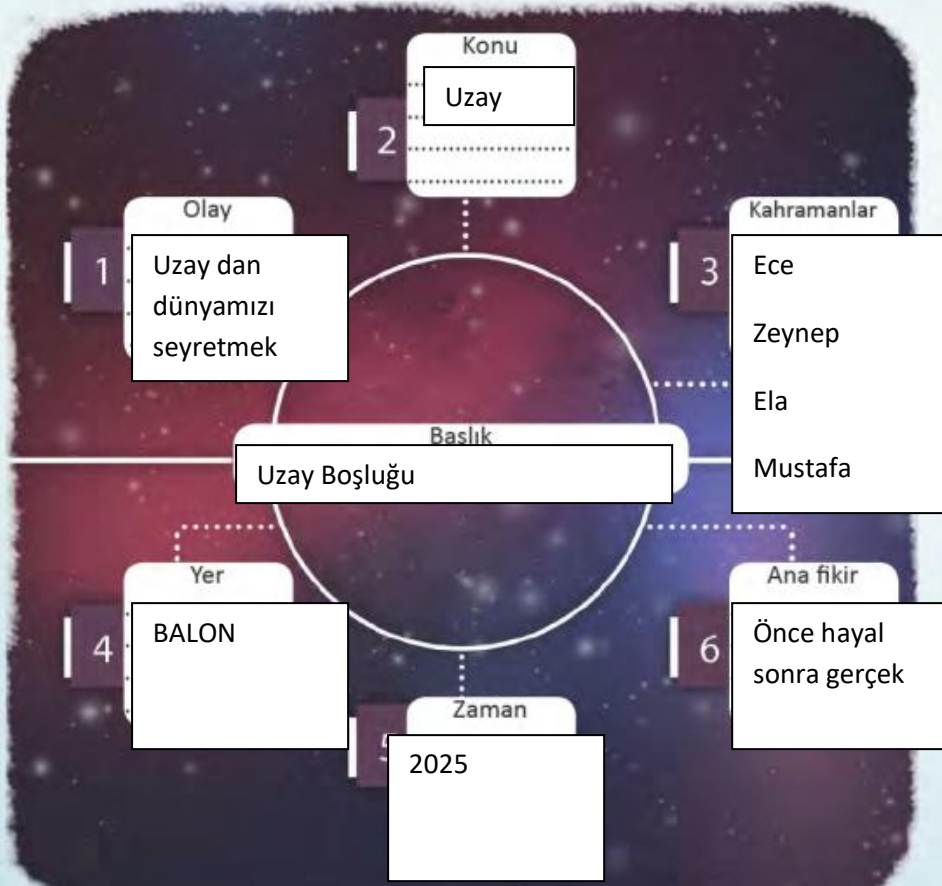 Konu
Uzay
2
Olay
1
Uzay dan
dünyamızı
seyretmek
Kahramanlar
3
Ece
Zeynep
Ela
Mustafa
Baslık
Uzay Boşluğu
Yer
4
BALON
Ana fikir
6
Önce hayal
sonra gerçek
Zaman
5
2025